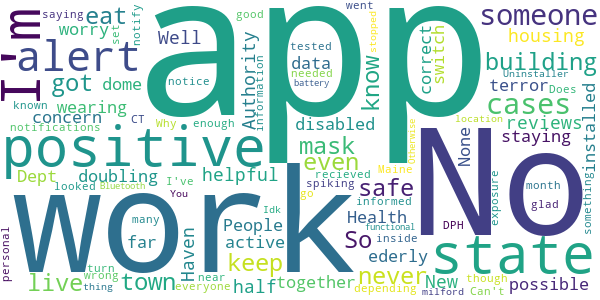 saying
eat
worry
set
notify
good
went
stopped
someone
Well
tested
data
needed
battery
notice
I'm
alert
got
dome
wearing
concern
CT
notifications
Why
enough
Authority
information
app
know
correct
switch
housing
building
Uninstaller
terror
Does
cases
reviews
None
staying
installed
something
positive
disabled
mask
even
Otherwise
location
Dept
doubling
helpful
known
looked
Bluetooth
I've
You
recieved
spiking
go
Maine
informed
safe
Health
DPH
No
exposure
month
glad
never
So
ederly
functional
Idk
inside
work
many
far
Haven
People
active
keep
near
everyone
half
together
depending
milford
New
though
Can't
possible
state
personal
live
turn
wrong
thing
town